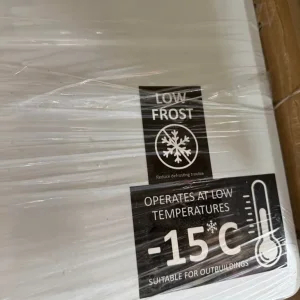 LOW
FROST
OPERATES AT LOW
TEMPERATURES
-15°C
SUITABLE FOR OUTBUILDINGS